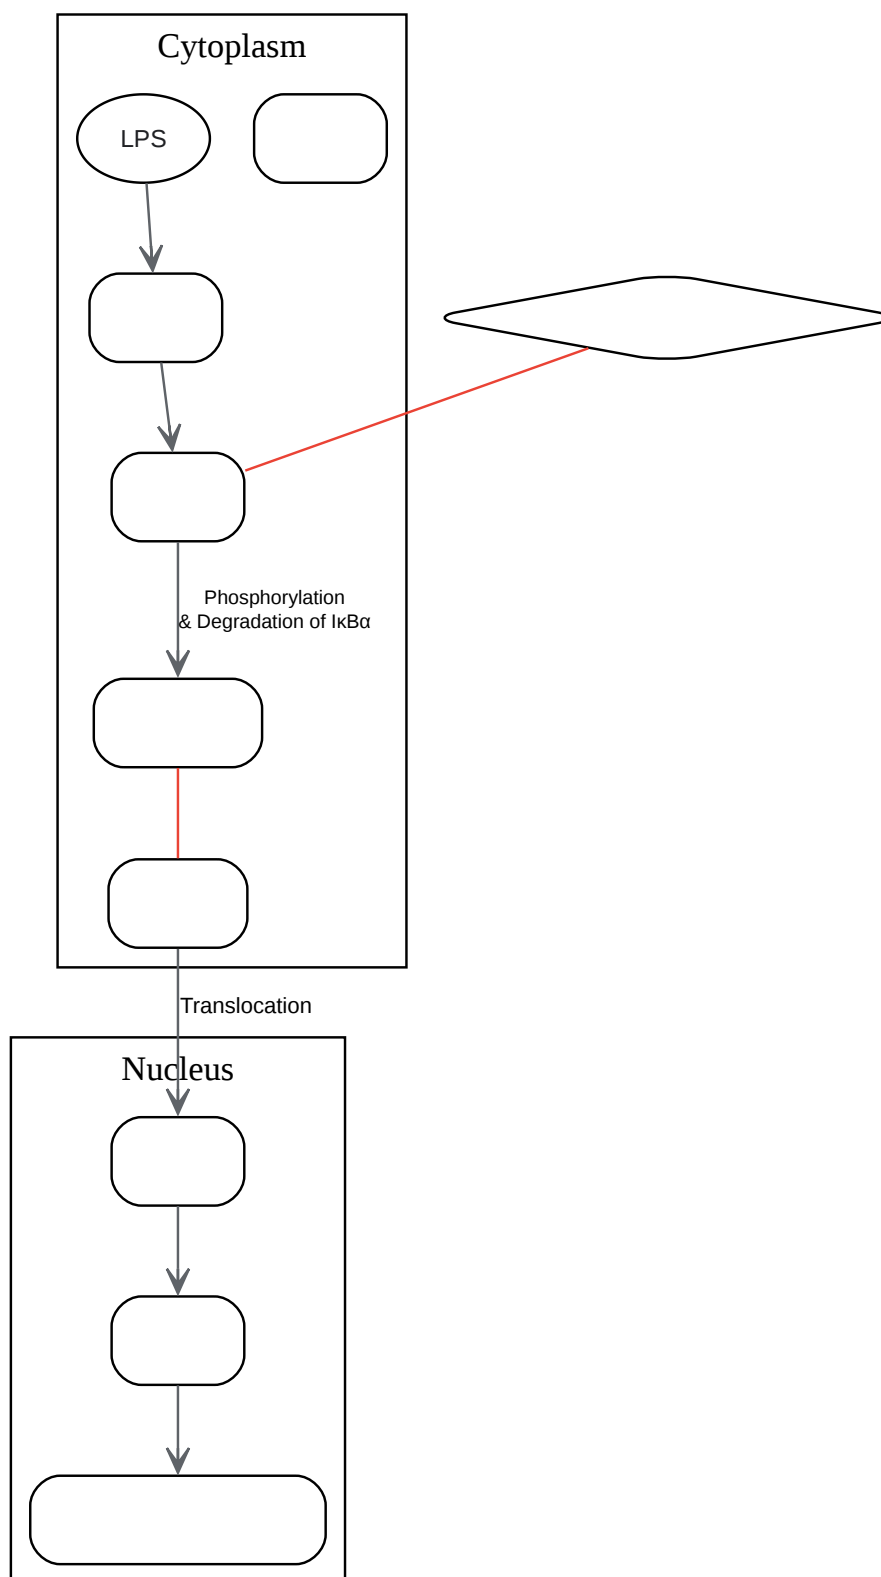 Cytoplasm
LPS
Phosphorylation
& Degradation of IκBα
Translocation
Nucleus